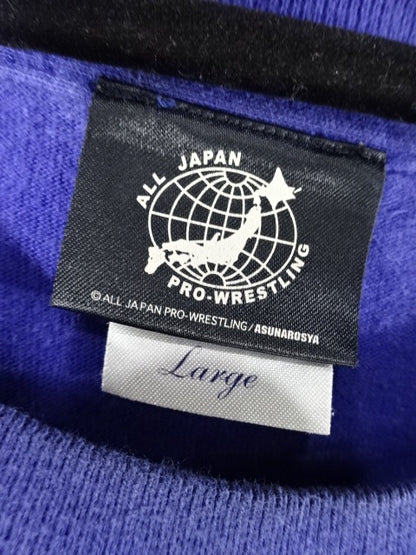 ALL JAPAN
PRO-WRESTLING
© ALL JAPAN PRO-WRESTLING / ASUNAROSYA
Large